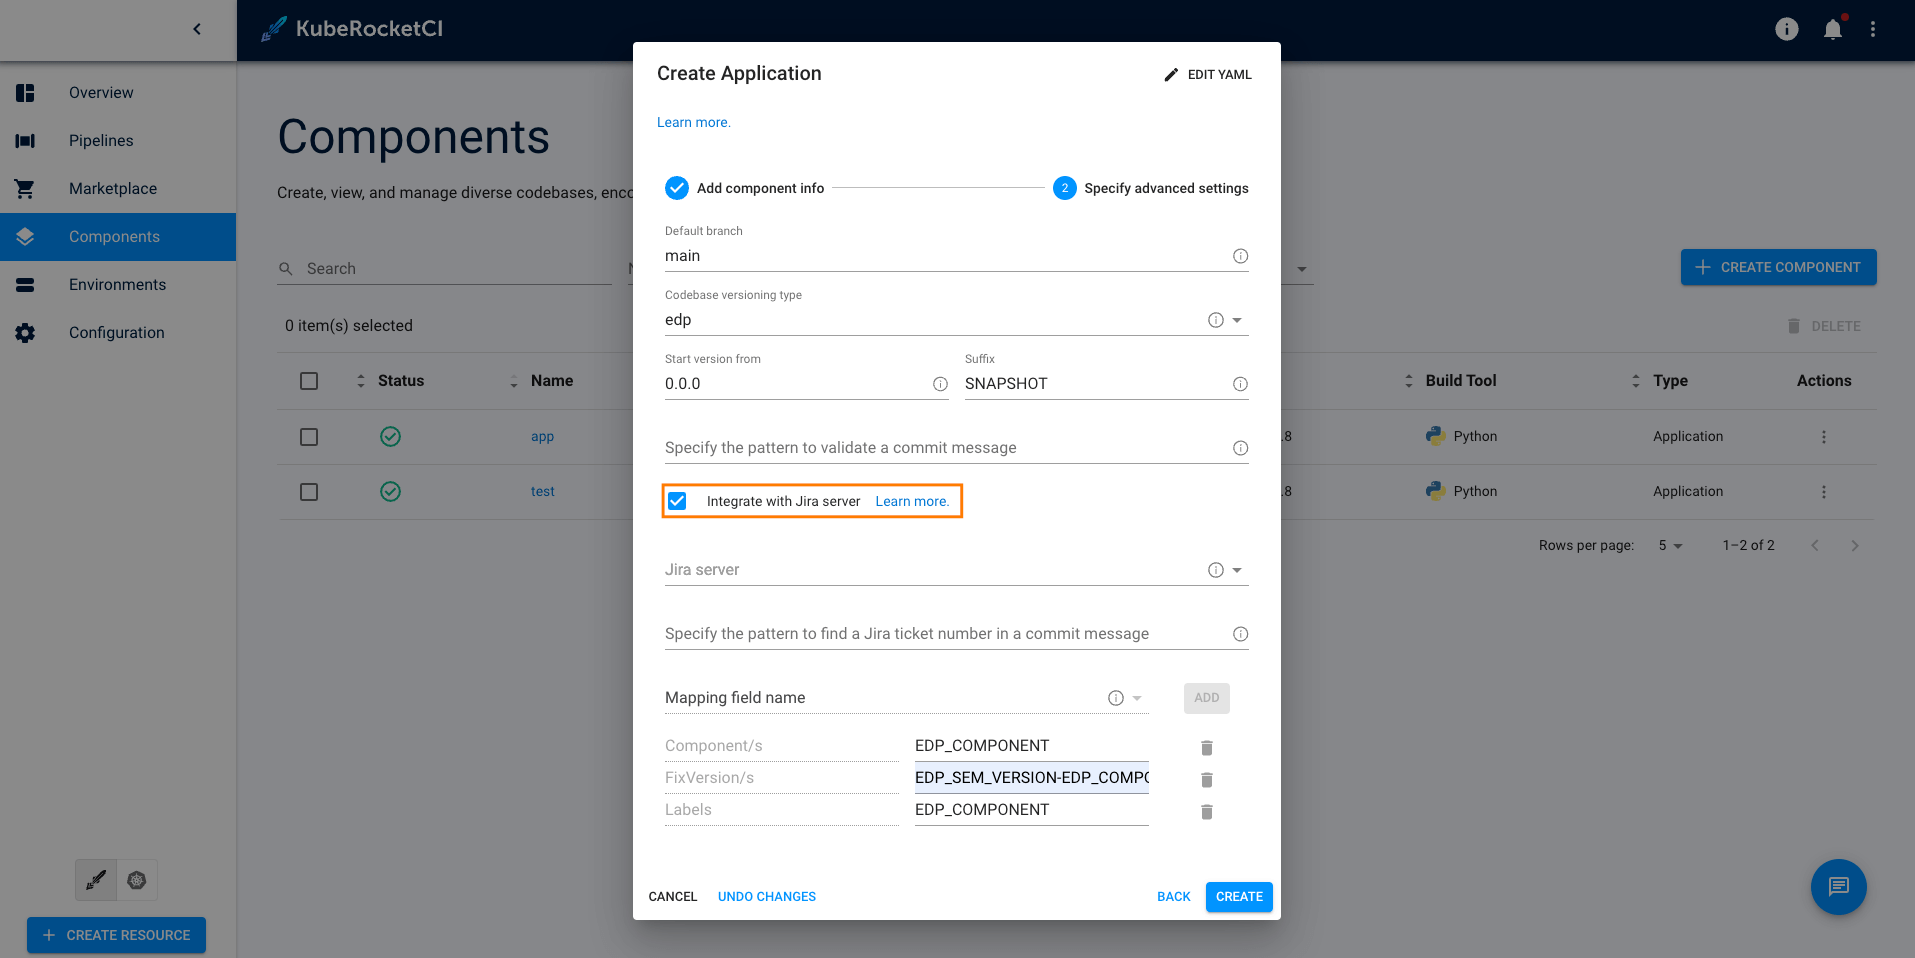 KubeRocketCI
Overview
Pipelines
Marketplace
Components
Environments
Configuration
CREATE RESOURCE
Components
Create, view, and manage diverse codebases,
Search
CREATE COMPONENT
0 item(s) selected
DELETE
Status Name Build Tool Type Actions
app .8 Python Application
test .8 Python Application
Rows per page: 5 1–2 of 2
Create Application
EDIT YAML
Learn more.
Add component info
2 Specify advanced settings
Default branch
main
Codebase versioning type
edp
Start version from Suffix
0.0.0 SNAPSHOT
Specify the pattern to validate a commit message
Integrate with Jira server Learn more.
Jira server
Specify the pattern to find a Jira ticket number in a commit message
Mapping field name ADD
Component/s EDP_COMPONENT
FixVersion/s EDP_SEM_VERSION-EDP_COMPO
Labels EDP_COMPONENT
CANCEL UNDO CHANGES BACK CREATE